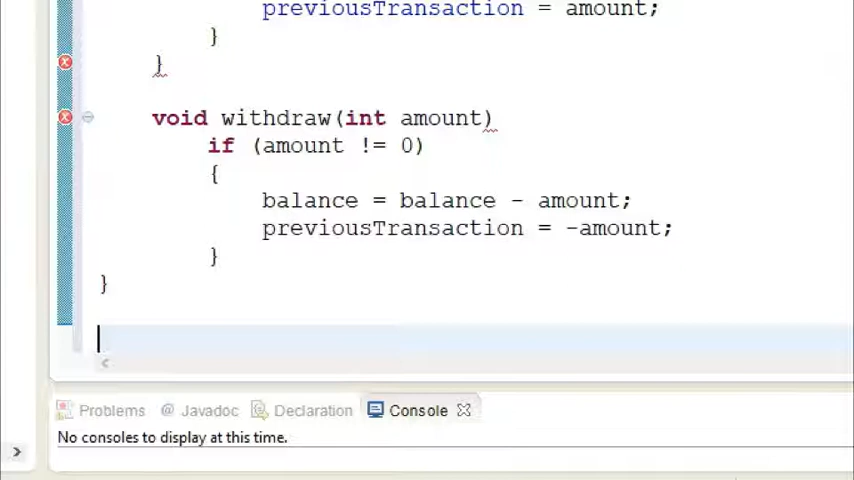 previousTransaction = amount;
}
}
void withdraw(int amount)
if (amount != 0)
{
balance = balance - amount;
previousTransaction = -amount;
}
}
Problems @ Javadoc Declaration Console
No consoles to display at this time.